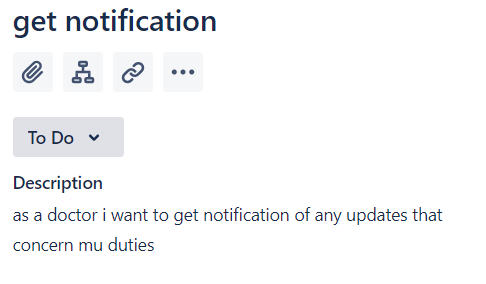 get notification
To Do
Description
as a doctor i want to get notification of any updates that
concern mu duties